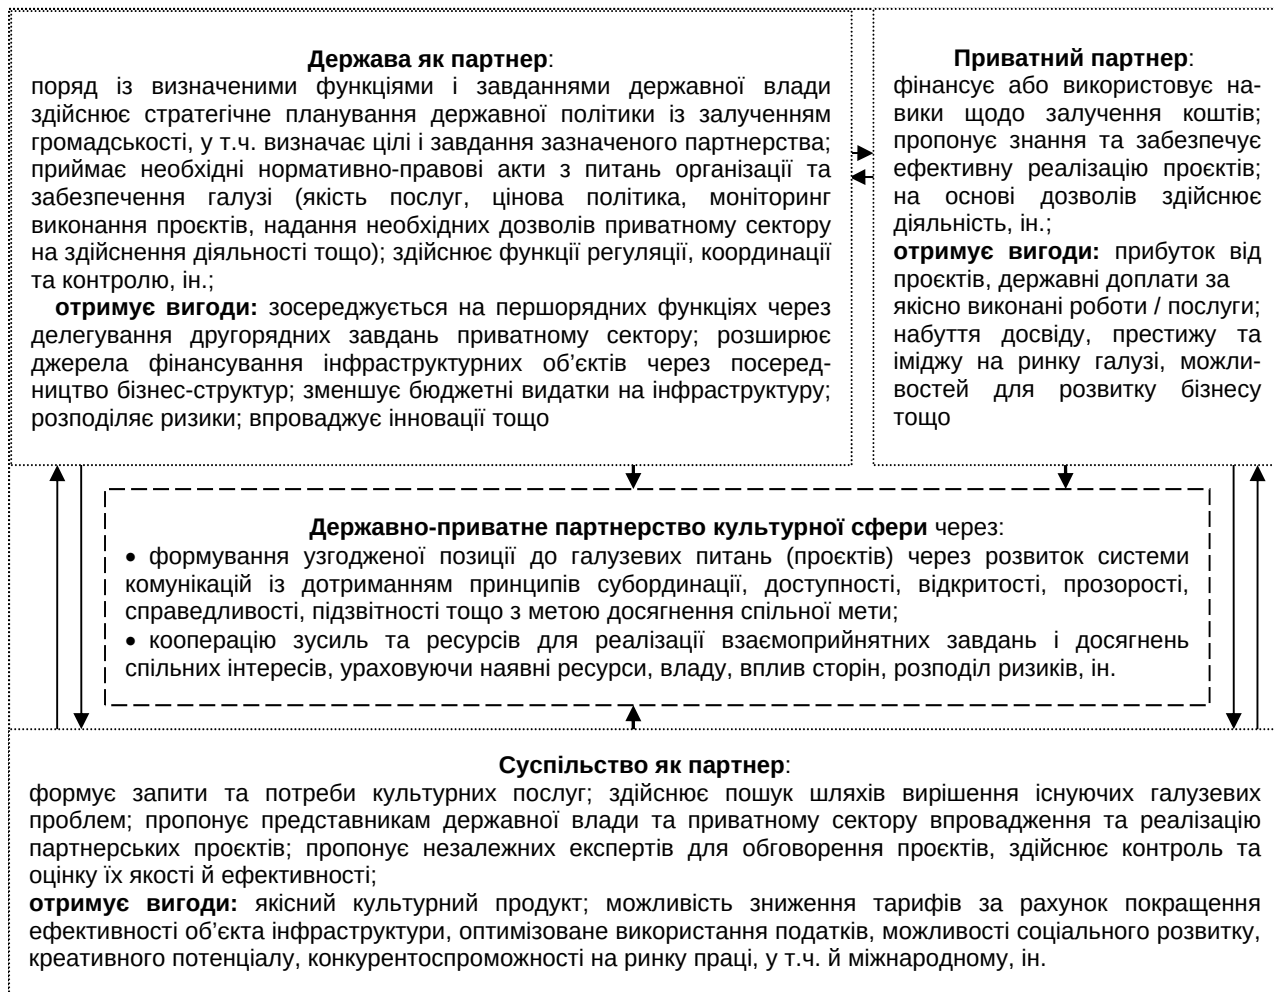 Держава як партнер:
поряд із визначеними функціями і завданнями державної влади
здійснює стратегічне планування державної політики із залученням
громадськості, у т.ч. визначає цілі і завдання зазначеного партнерства;
приймає необхідні нормативно-правові акти з питань організації та
забезпечення галузі (якість послуг, цінова політика, моніторинг
виконання проєктів, надання необхідних дозволів приватному сектору
на здійснення діяльності тощо); здійснює функції регуляції, координації
та контролю, ін.;
отримує вигоди: зосереджується на першорядних функціях через
делегування другорядних завдань приватному сектору; розширює
джерела фінансування інфраструктурних об’єктів через посеред-
ництво бізнес-структур; зменшує бюджетні видатки на інфраструктуру;
розподіляє ризики; впроваджує інновації тощо
Приватний партнер:
фінансує або використовує на-
вики щодо залучення коштів;
пропонує знання та забезпечує
ефективну реалізацію проєктів;
на основі дозволів здійснює
діяльність, ін.;
отримує вигоди: прибуток від
проєктів, державні доплати за
якісно виконані роботи / послуги;
набуття досвіду, престижу та
іміджу на ринку галузі, можли-
востей для розвитку бізнесу
тощо
Державно-приватне партнерство культурної сфери через:
• формування узгодженої позиції до галузевих питань (проєктів) через розвиток системи
комунікацій із дотриманням принципів субординації, доступності, відкритості, прозорості,
справедливості, підзвітності тощо з метою досягнення спільної мети;
• кооперацію зусиль та ресурсів для реалізації взаємоприйнятних завдань і досягнень
спільних інтересів, ураховуючи наявні ресурси, владу, вплив сторін, розподіл ризиків, ін.
Суспільство як партнер:
формує запити та потреби культурних послуг; здійснює пошук шляхів вирішення існуючих галузевих
проблем; пропонує представникам державної влади та приватному сектору впровадження та реалізацію
партнерських проєктів; пропонує незалежних експертів для обговорення проєктів, здійснює контроль та
оцінку їх якості й ефективності;
отримує вигоди: якісний культурний продукт; можливість зниження тарифів за рахунок покращення
ефективності об’єкта інфраструктури, оптимізоване використання податків, можливості соціального розвитку,
креативного потенціалу, конкурентоспроможності на ринку праці, у т.ч. й міжнародному, ін.